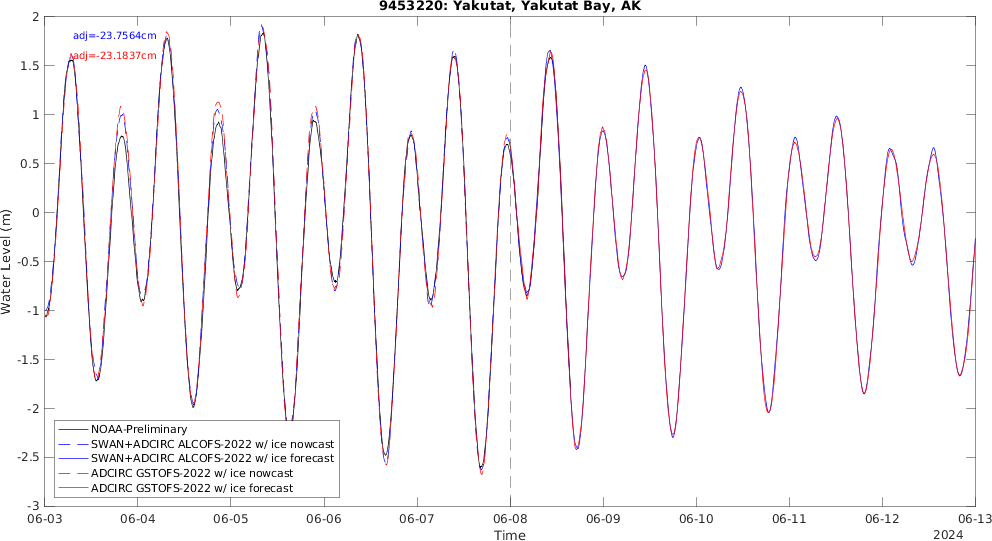 9453220: Yakutat, Yakutat Bay, AK
adj=-23.7564cm
adj=-23.1837cm
2
1.5
1
0.5
0
-0.5
-1
-1.5
-2
-2.5
-3
Water Level (m)
NOAA-Preliminary
SWAN+ADCIRC ALCOFS-2022 w/ ice nowcast
SWAN+ADCIRC ALCOFS-2022 w/ ice forecast
ADCIRC GSTOFS-2022 w/ ice nowcast
ADCIRC GSTOFS-2022 w/ ice forecast
06-03 06-04 06-05 06-06 06-07 06-08 06-09 06-10 06-11 06-12 06-13
Time
2024